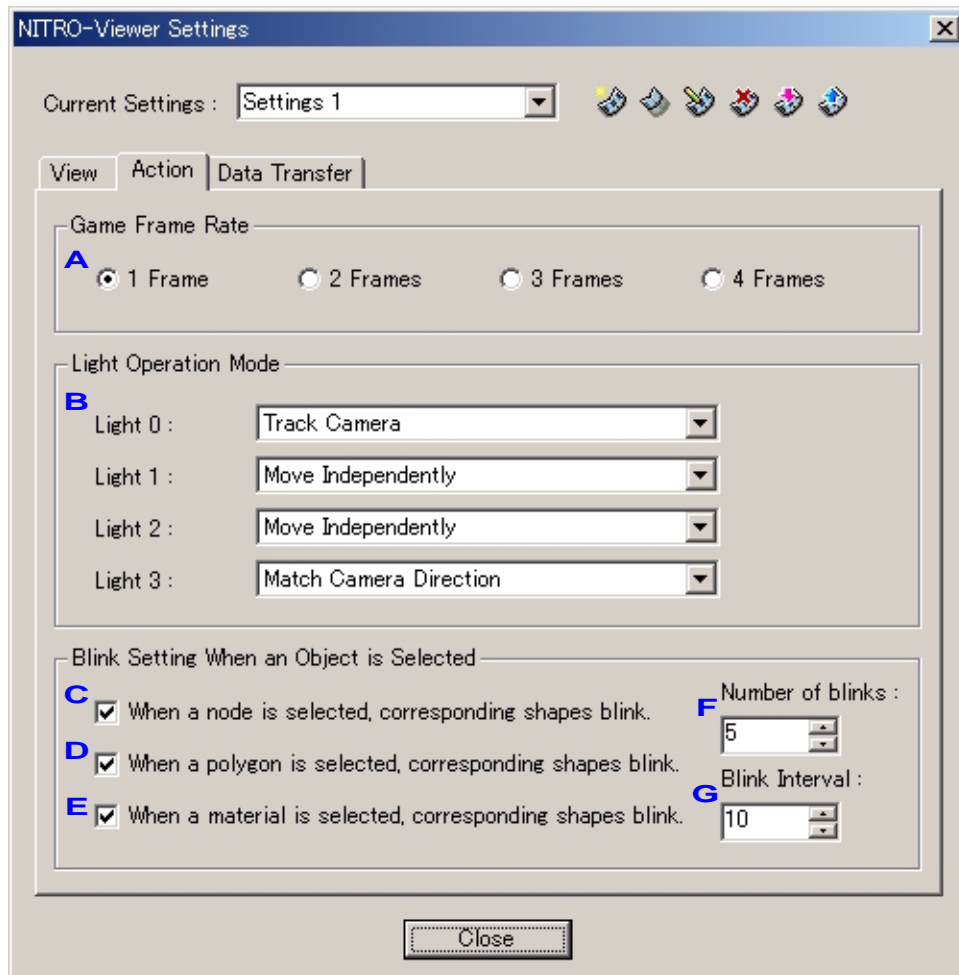 NITRO-Viewer Settings
Current Settings : Settings 1
View Action Data Transfer
Game Frame Rate
A
1 Frame 2 Frames 3 Frames 4 Frames
Light Operation Mode
B
Light 0 : Track Camera
Light 1 : Move Independently
Light 2 : Move Independently
Light 3 : Match Camera Direction
Blink Setting When an Object is Selected
C When a node is selected, corresponding shapes blink.
D When a polygon is selected, corresponding shapes blink.
E When a material is selected, corresponding shapes blink.
F Number of blinks :
5
G Blink Interval :
10
Close